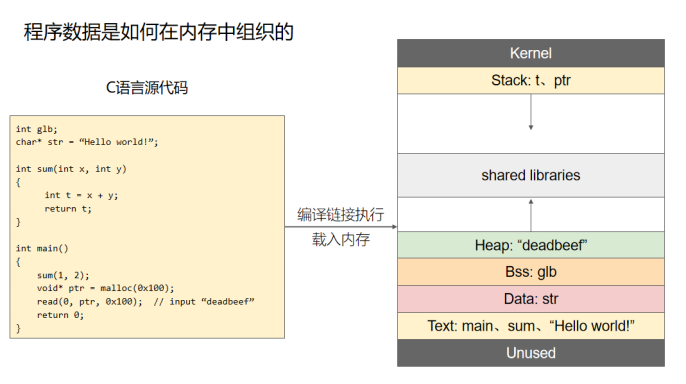 程序数据是如何在内存中组织的
C语言源代码
int glb;
char* str = “Hello world!”;
int sum(int x, int y)
{
int t = x + y;
return t;
}
int main()
{
sum(1, 2);
void* ptr = malloc(0x100);
read(0, ptr, 0x100);  // input “deadbeef”
return 0;
}
编译链接执行
载入内存
Kernel
Stack: t、ptr
shared libraries
Heap: “deadbeef”
Bss: glb
Data: str
Text: main、sum、“Hello world!”
Unused